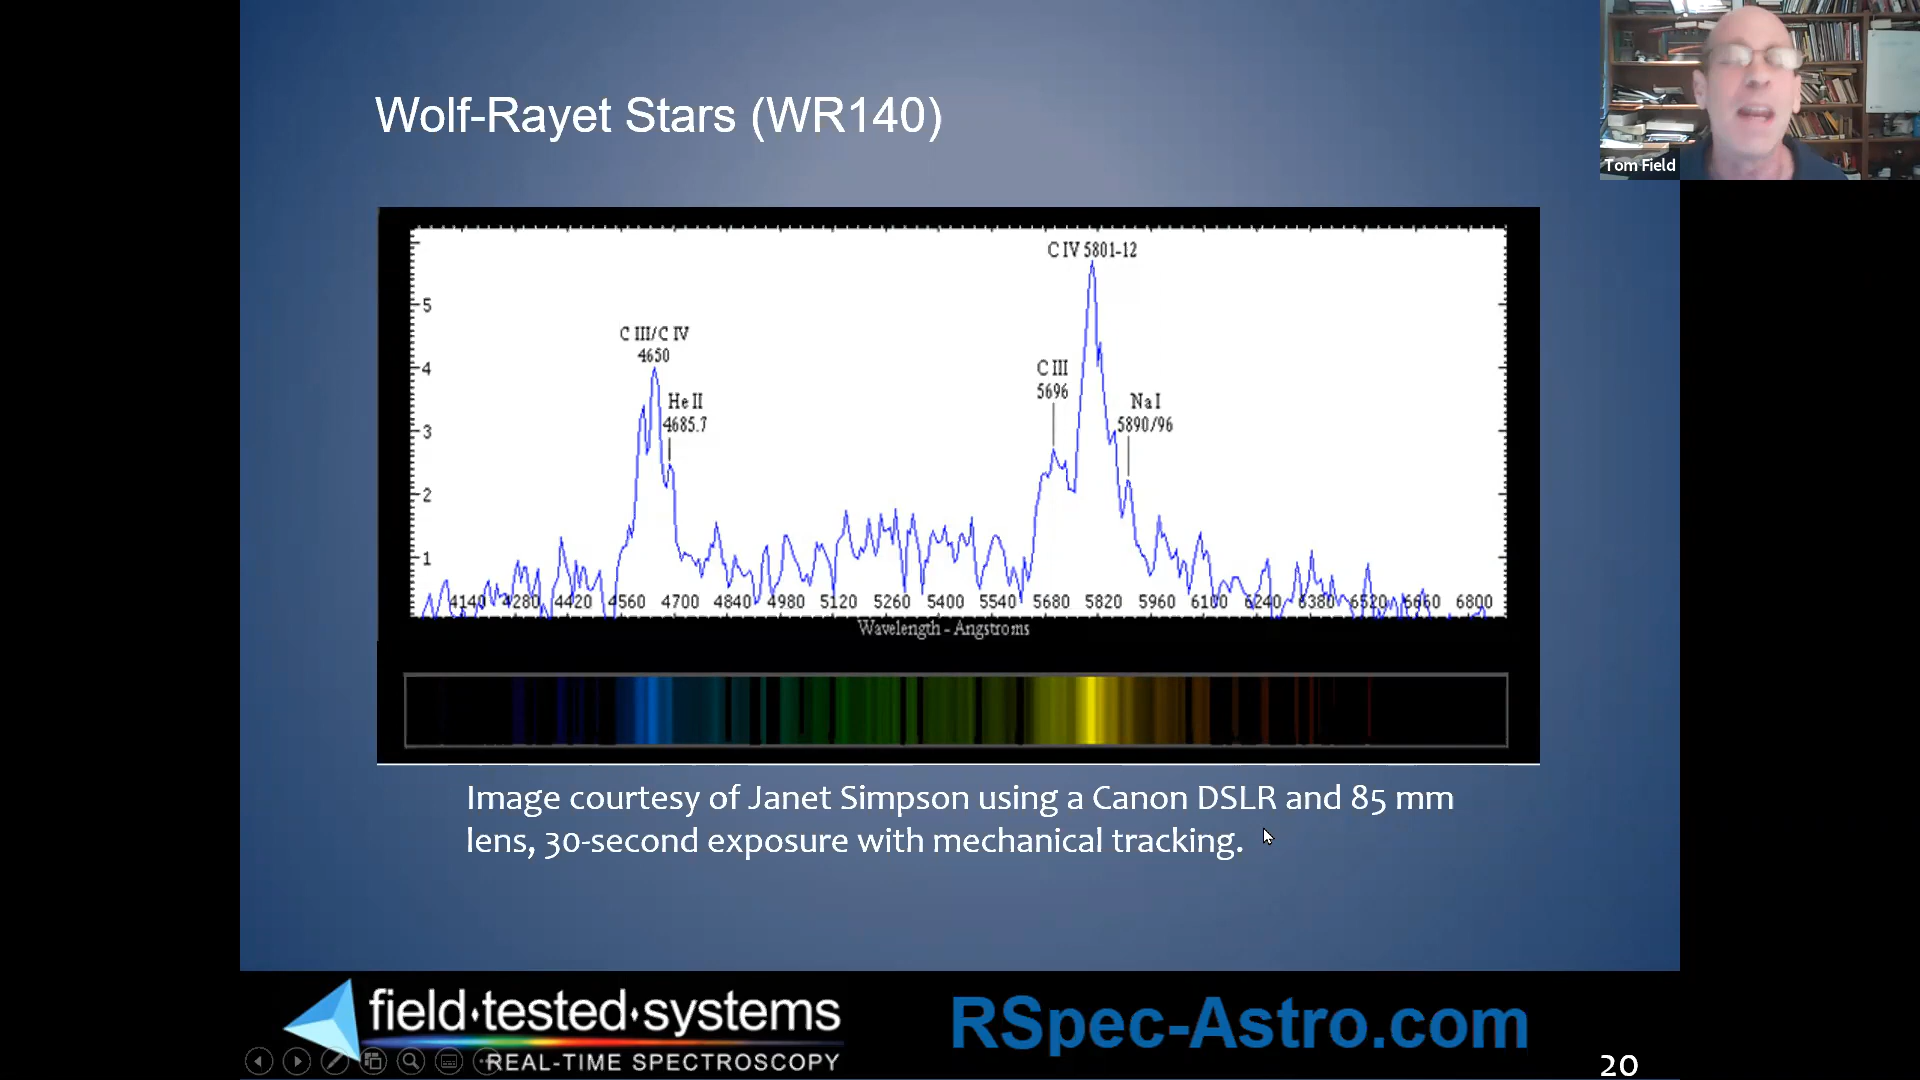 Wolf-Rayet Stars (WR140)
Tom Field
C IV 5801-12
C III/C IV
4650
He II
4685.7
C III
5696
Na I
5890/96
5
4
3
2
1
4140 4280 4420 4560 4700 4840 4980 5120 5260 5400 5540 5680 5820 5960 6100 6240 6380 6520 6660 6800
Wavelength - Angstroms
Image courtesy of Janet Simpson using a Canon DSLR and 85 mm
lens, 30-second exposure with mechanical tracking.
field·tested·systems
REAL-TIME SPECTROSCOPY
RSpec-Astro.com
20